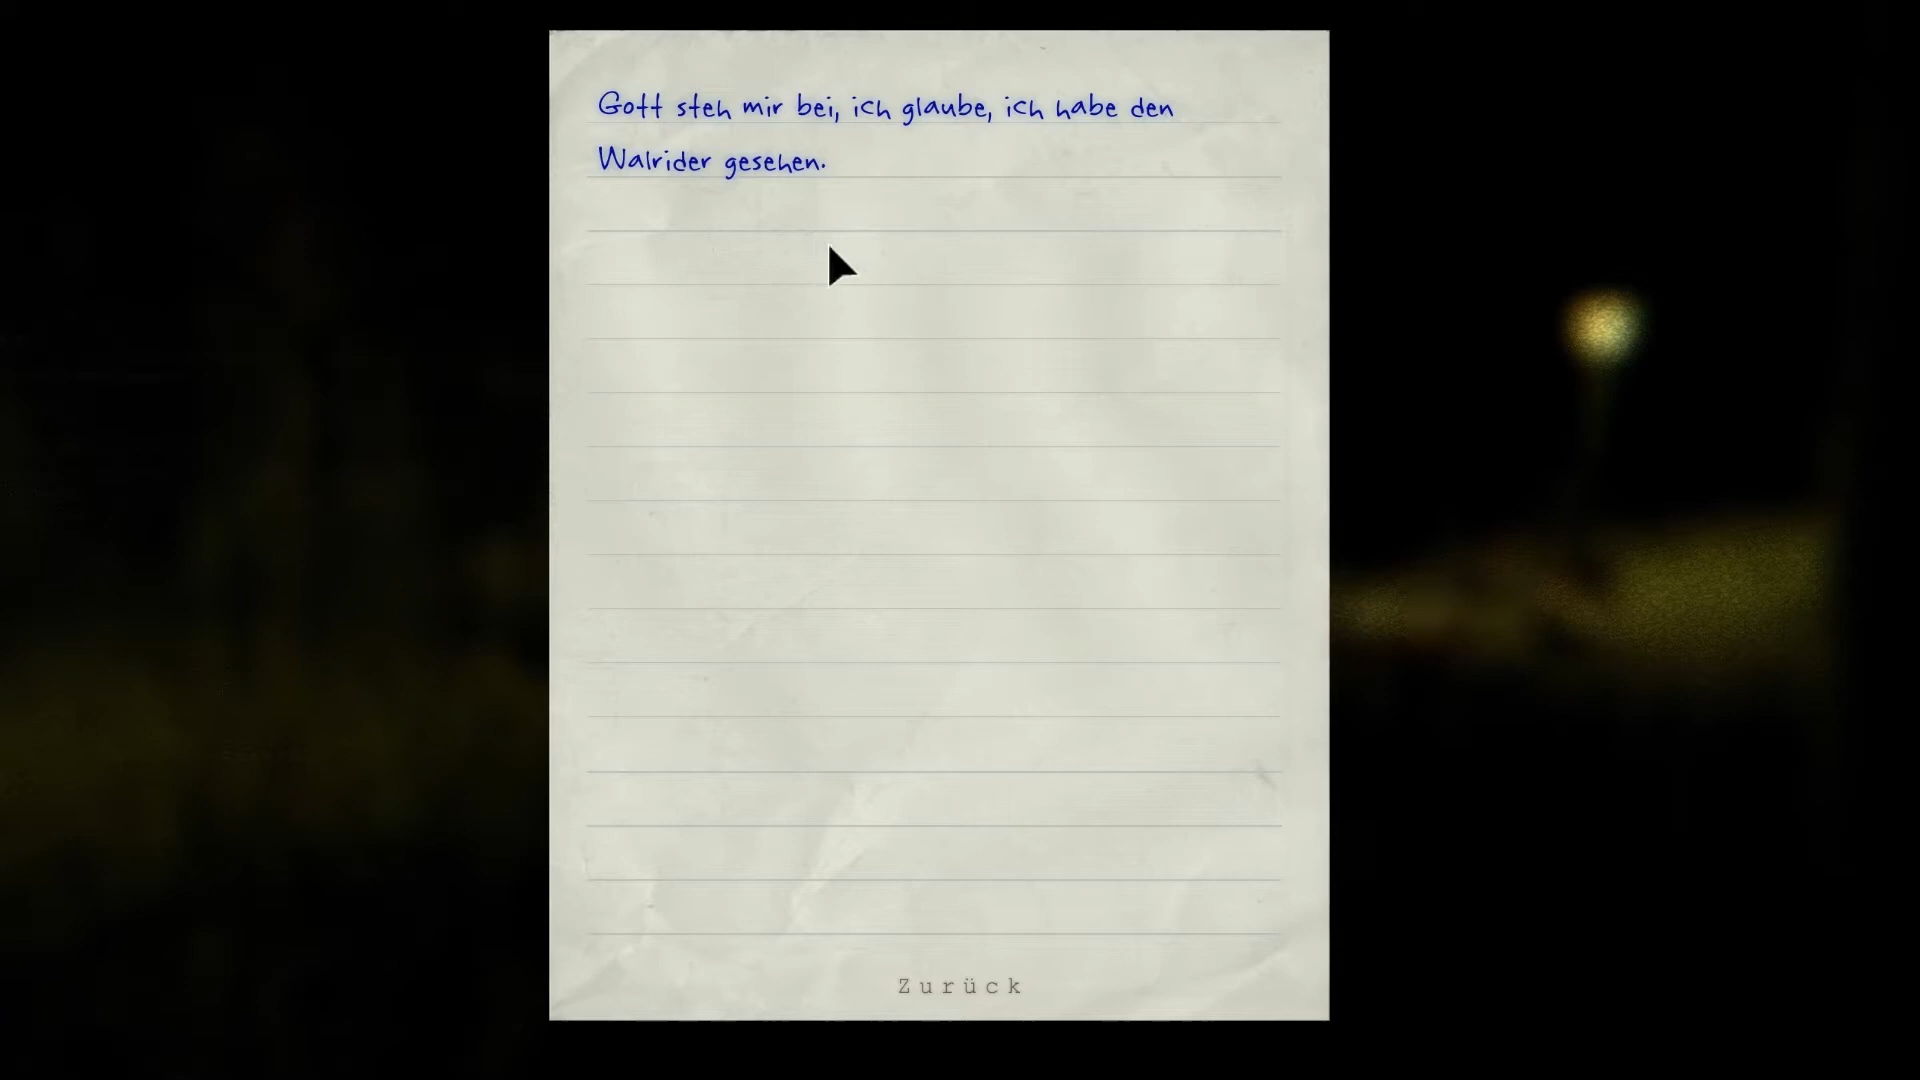 Gott steh mir bei, ich glaube, ich habe den
Walrider gesehen.
Zurück